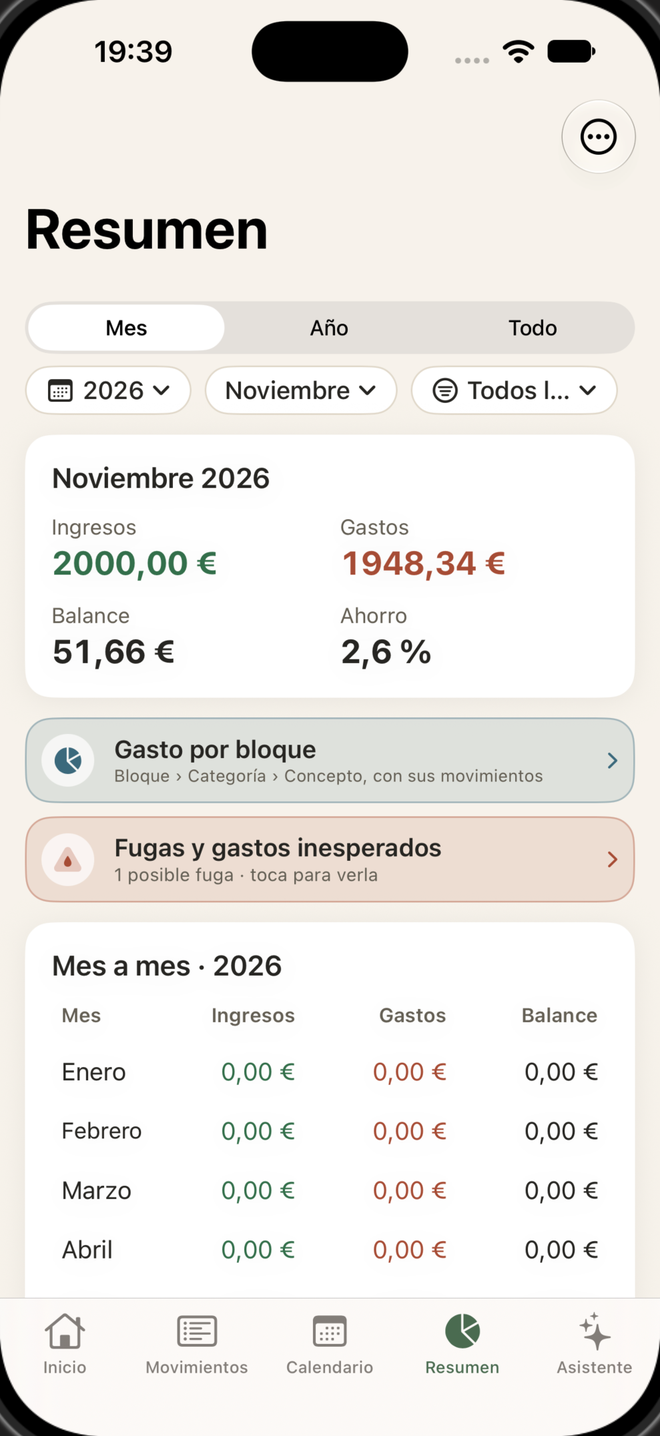 19:39
Resumen
Mes Año Todo
2026 Noviembre Todos l...
Noviembre 2026
Ingresos Gastos
2000,00 € 1948,34 €
Balance Ahorro
51,66 € 2,6 %
Gasto por bloque
Bloque › Categoría › Concepto, con sus movimientos
Fugas y gastos inesperados
1 posible fuga · toca para verla
Mes a mes · 2026
Mes Ingresos Gastos Balance
Enero 0,00 € 0,00 € 0,00 €
Febrero 0,00 € 0,00 € 0,00 €
Marzo 0,00 € 0,00 € 0,00 €
Abril 0,00 € 0,00 € 0,00 €
Inicio Movimientos Calendario Resumen Asistente